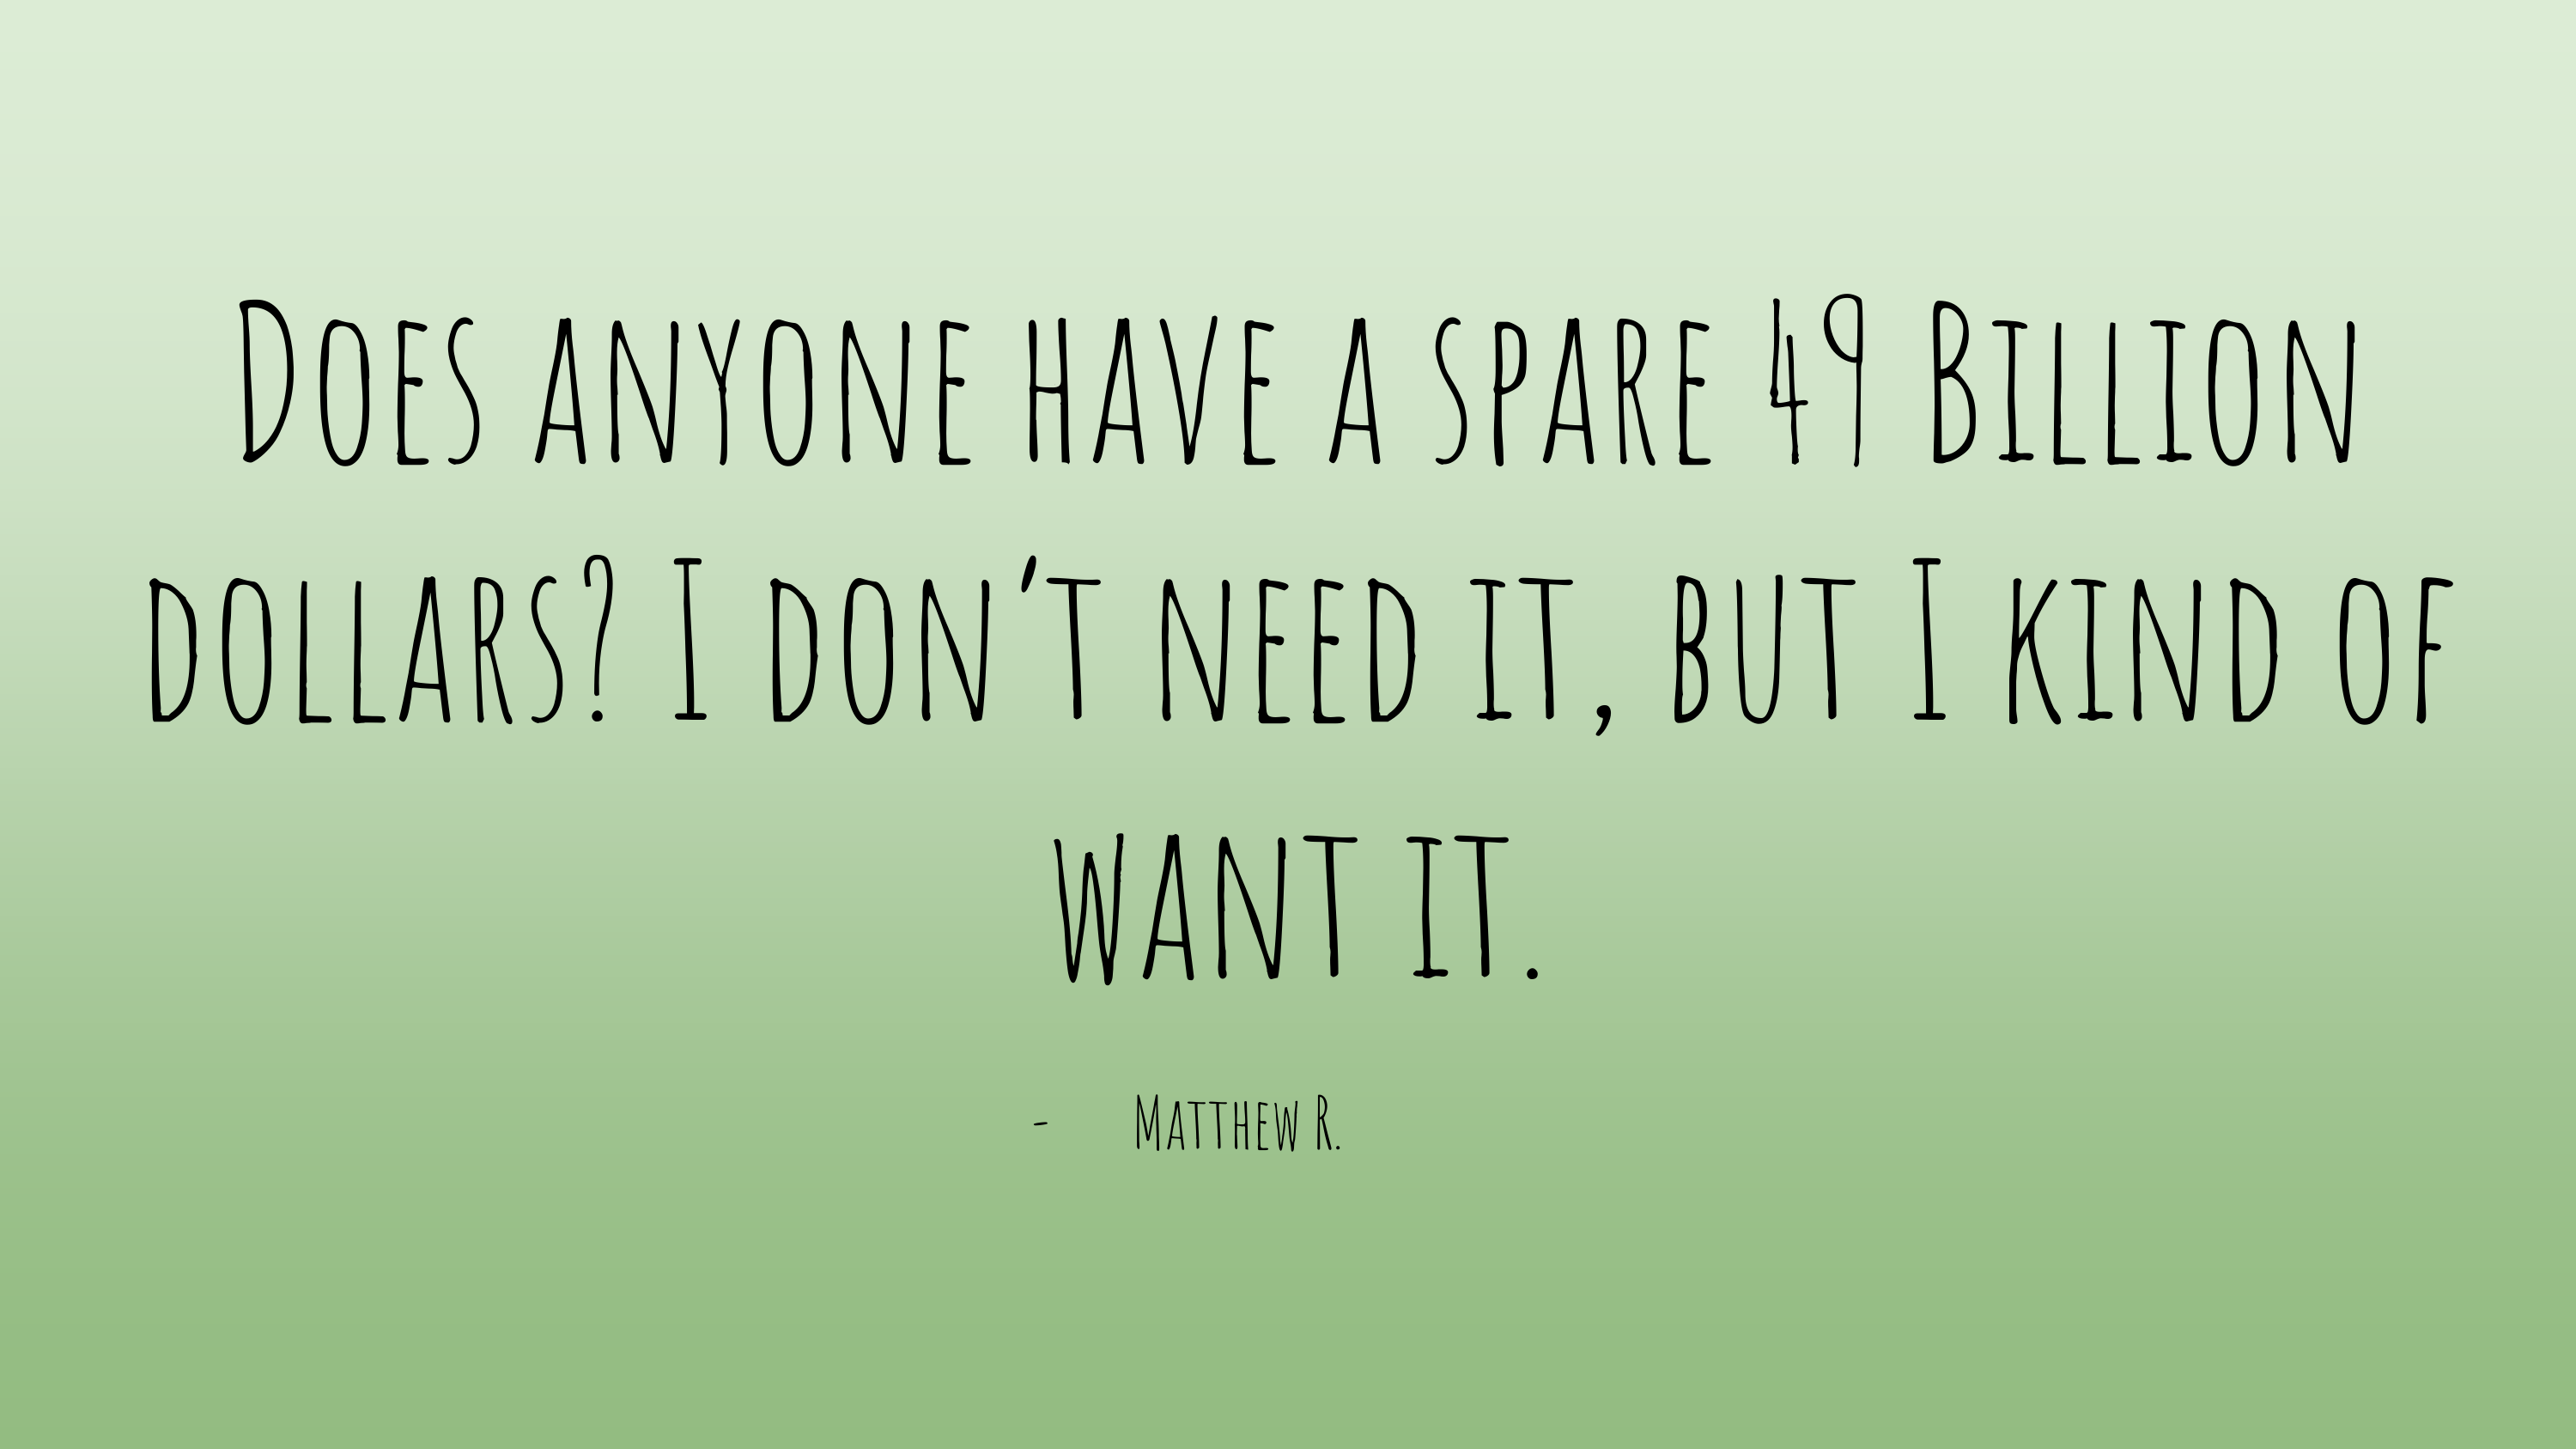 Does anyone have a spare 49 Billion
dollars? I don't need it, but I kind of
want it.
- Matthew R.